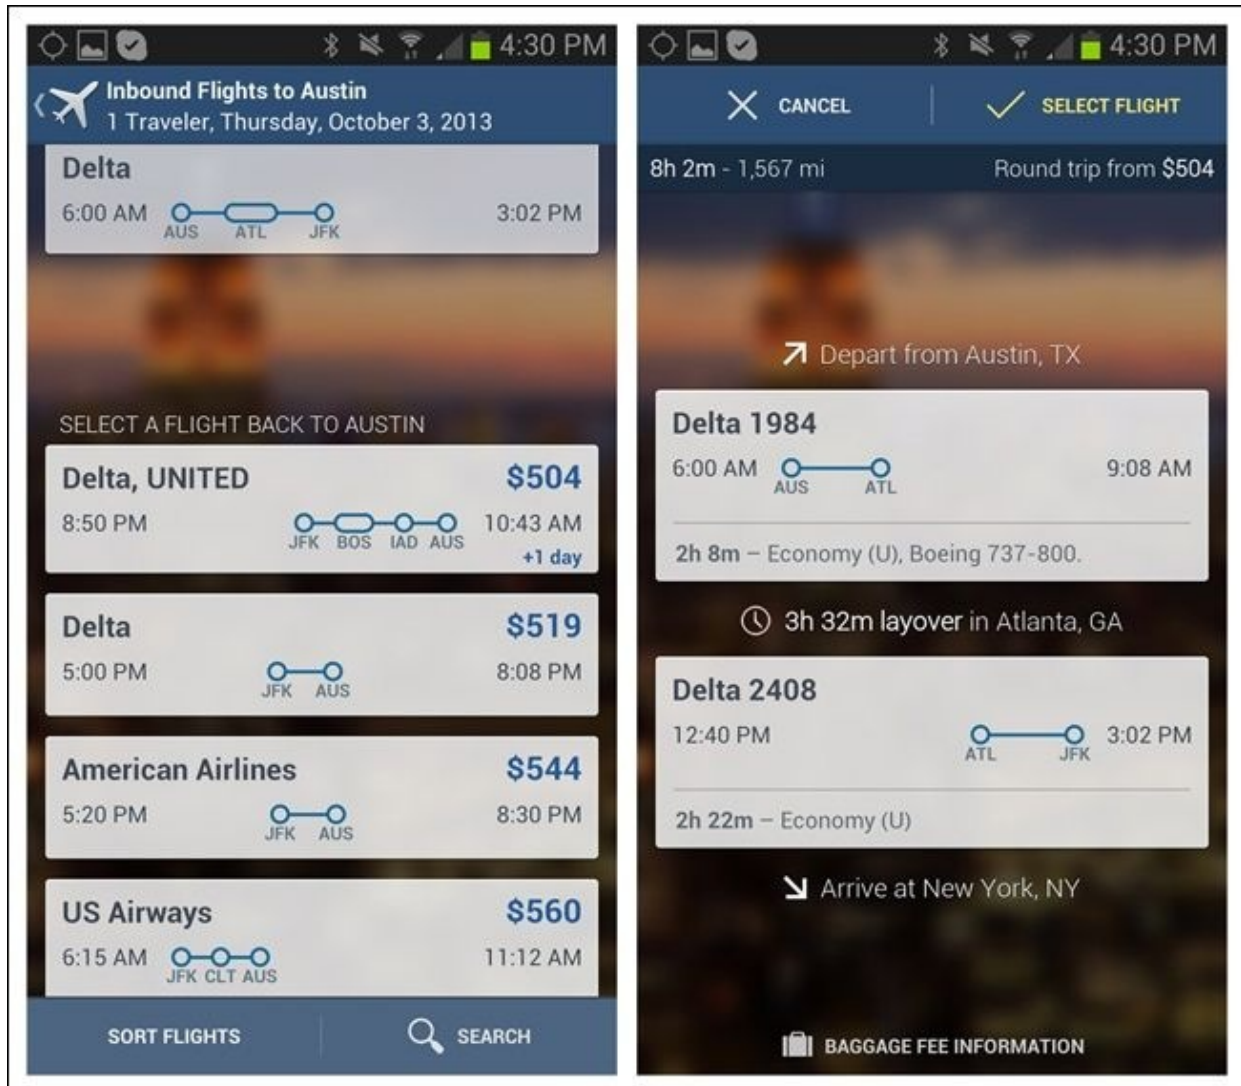 4:30 PM
Inbound Flights to Austin
1 Traveler, Thursday, October 3, 2013
Delta
6:00 AM 3:02 PM
AUS ATL JFK
SELECT A FLIGHT BACK TO AUSTIN
Delta, UNITED $504
8:50 PM 10:43 AM
JFK BOS IAD AUS
+1 day
Delta $519
5:00 PM 8:08 PM
JFK AUS
American Airlines $544
5:20 PM 8:30 PM
JFK AUS
US Airways $560
6:15 AM 11:12 AM
JFK CLT AUS
SORT FLIGHTS SEARCH
4:30 PM
CANCEL SELECT FLIGHT
8h 2m - 1,567 mi Round trip from $504
Depart from Austin, TX
Delta 1984
6:00 AM 9:08 AM
AUS ATL
2h 8m – Economy (U), Boeing 737-800.
3h 32m layover in Atlanta, GA
Delta 2408
12:40 PM 3:02 PM
ATL JFK
2h 22m – Economy (U)
Arrive at New York, NY
BAGGAGE FEE INFORMATION